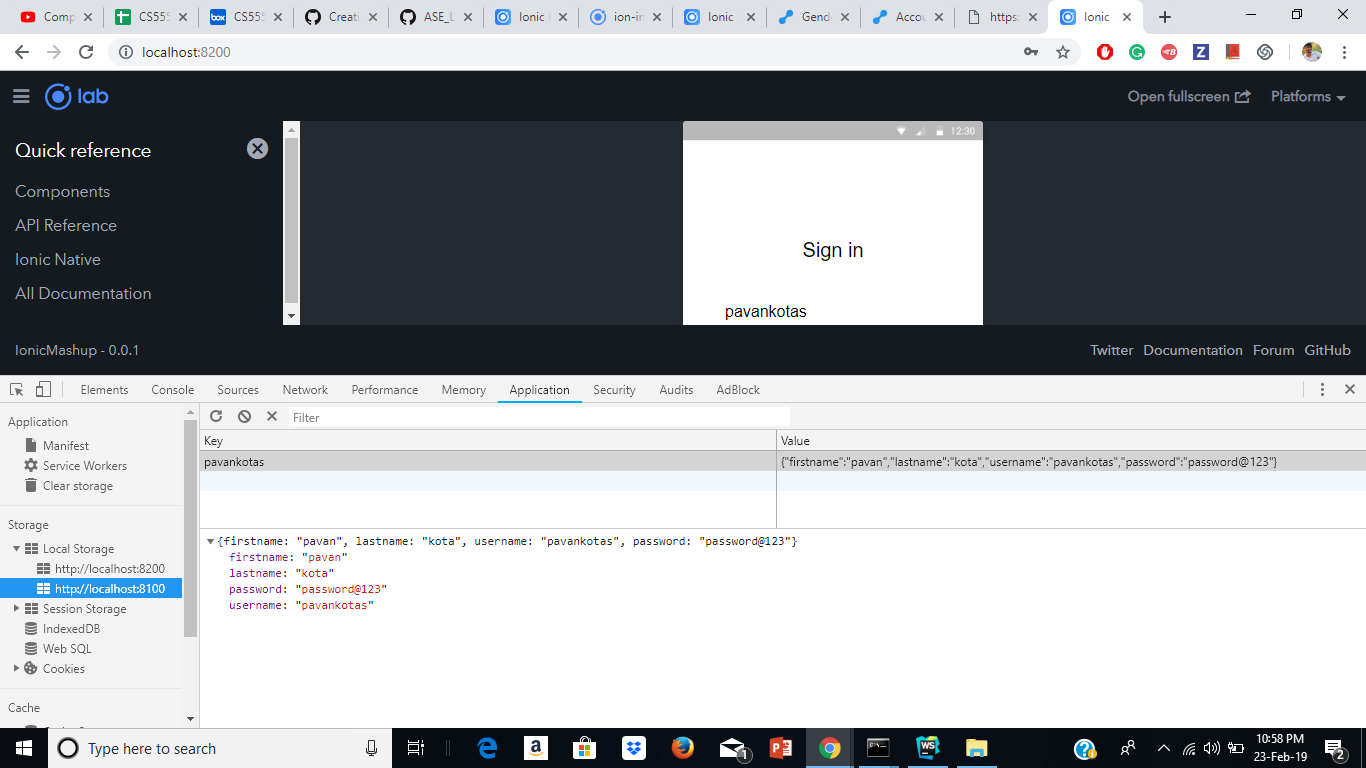 Comp
CS555
CS555
Creati
ASE_L
Ionic
ion-in
Ionic
Gend
Accou
https:
Ionic
localhost:8200
lab
Open fullscreen
Platforms
Quick reference
Components
API Reference
Ionic Native
All Documentation
12:30
Sign in
pavankotas
IonicMashup - 0.0.1
Twitter Documentation Forum GitHub
Elements Console Sources Network Performance Memory Application Security Audits AdBlock
Application
Manifest
Service Workers
Clear storage
Storage
Local Storage
http://localhost:8200
http://localhost:8100
Session Storage
IndexedDB
Web SQL
Cookies
Cache
Filter
Key Value
pavankotas {"firstname":"pavan","lastname":"kota","username":"pavankotas","password":"password@123"}
{firstname: "pavan", lastname: "kota", username: "pavankotas", password: "password@123"}
firstname: "pavan"
lastname: "kota"
password: "password@123"
username: "pavankotas"
Type here to search
1
WS
10:58 PM
23-Feb-19
2